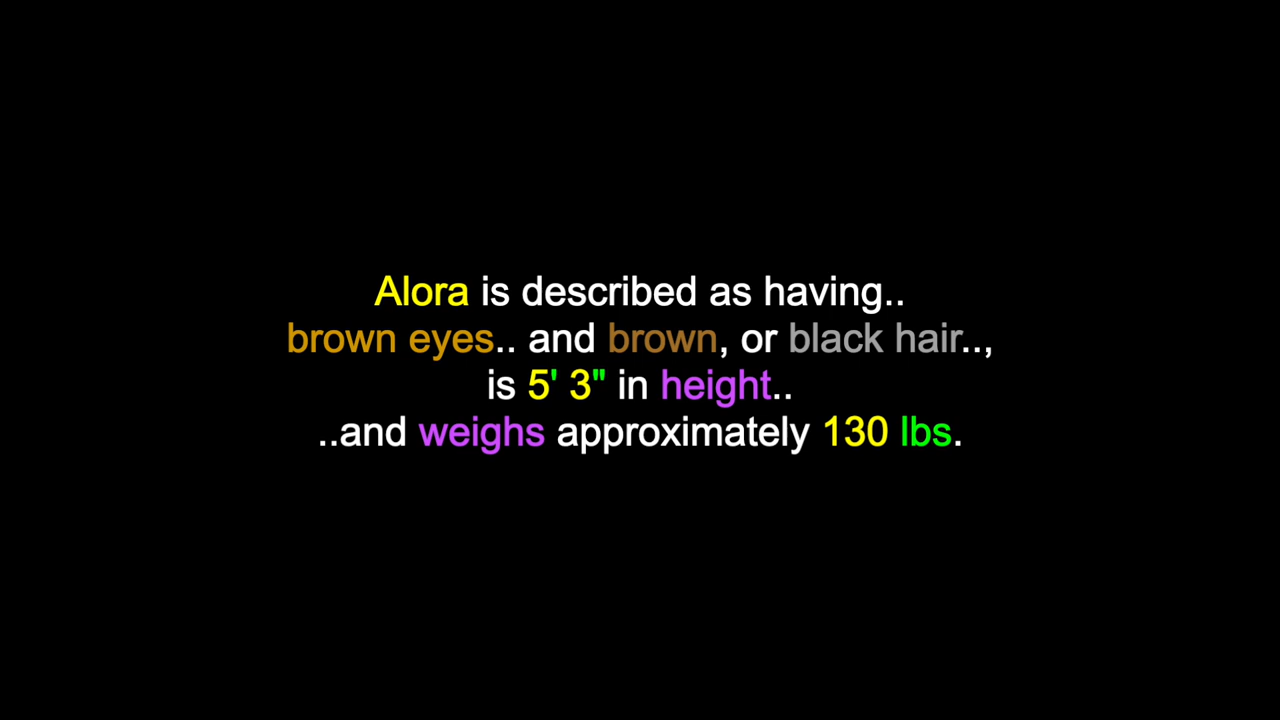 Alora is described as having..
brown eyes.. and brown, or black hair..,
is 5' 3" in height..
..and weighs approximately 130 lbs.